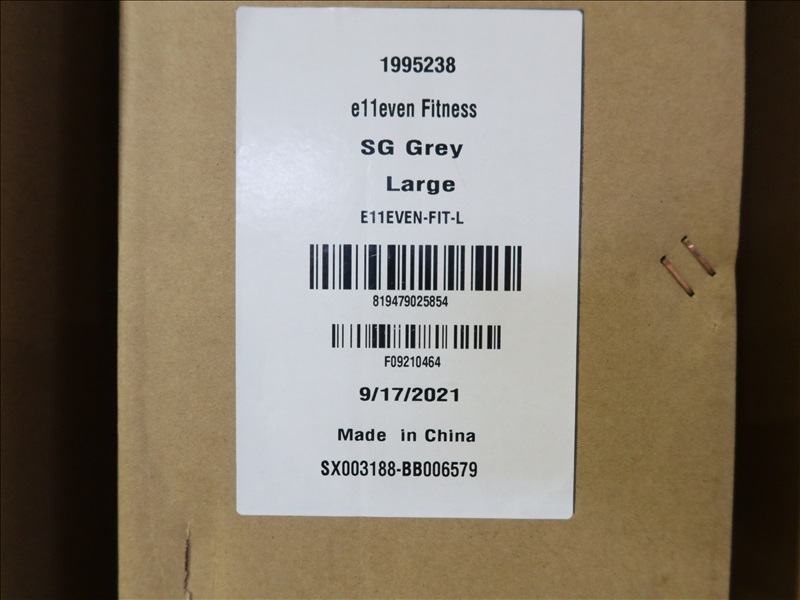 1995238
e11even Fitness
SG Grey
Large
E11EVEN-FIT-L
819479025854
F09210464
9/17/2021
Made in China
SX003188-BB006579